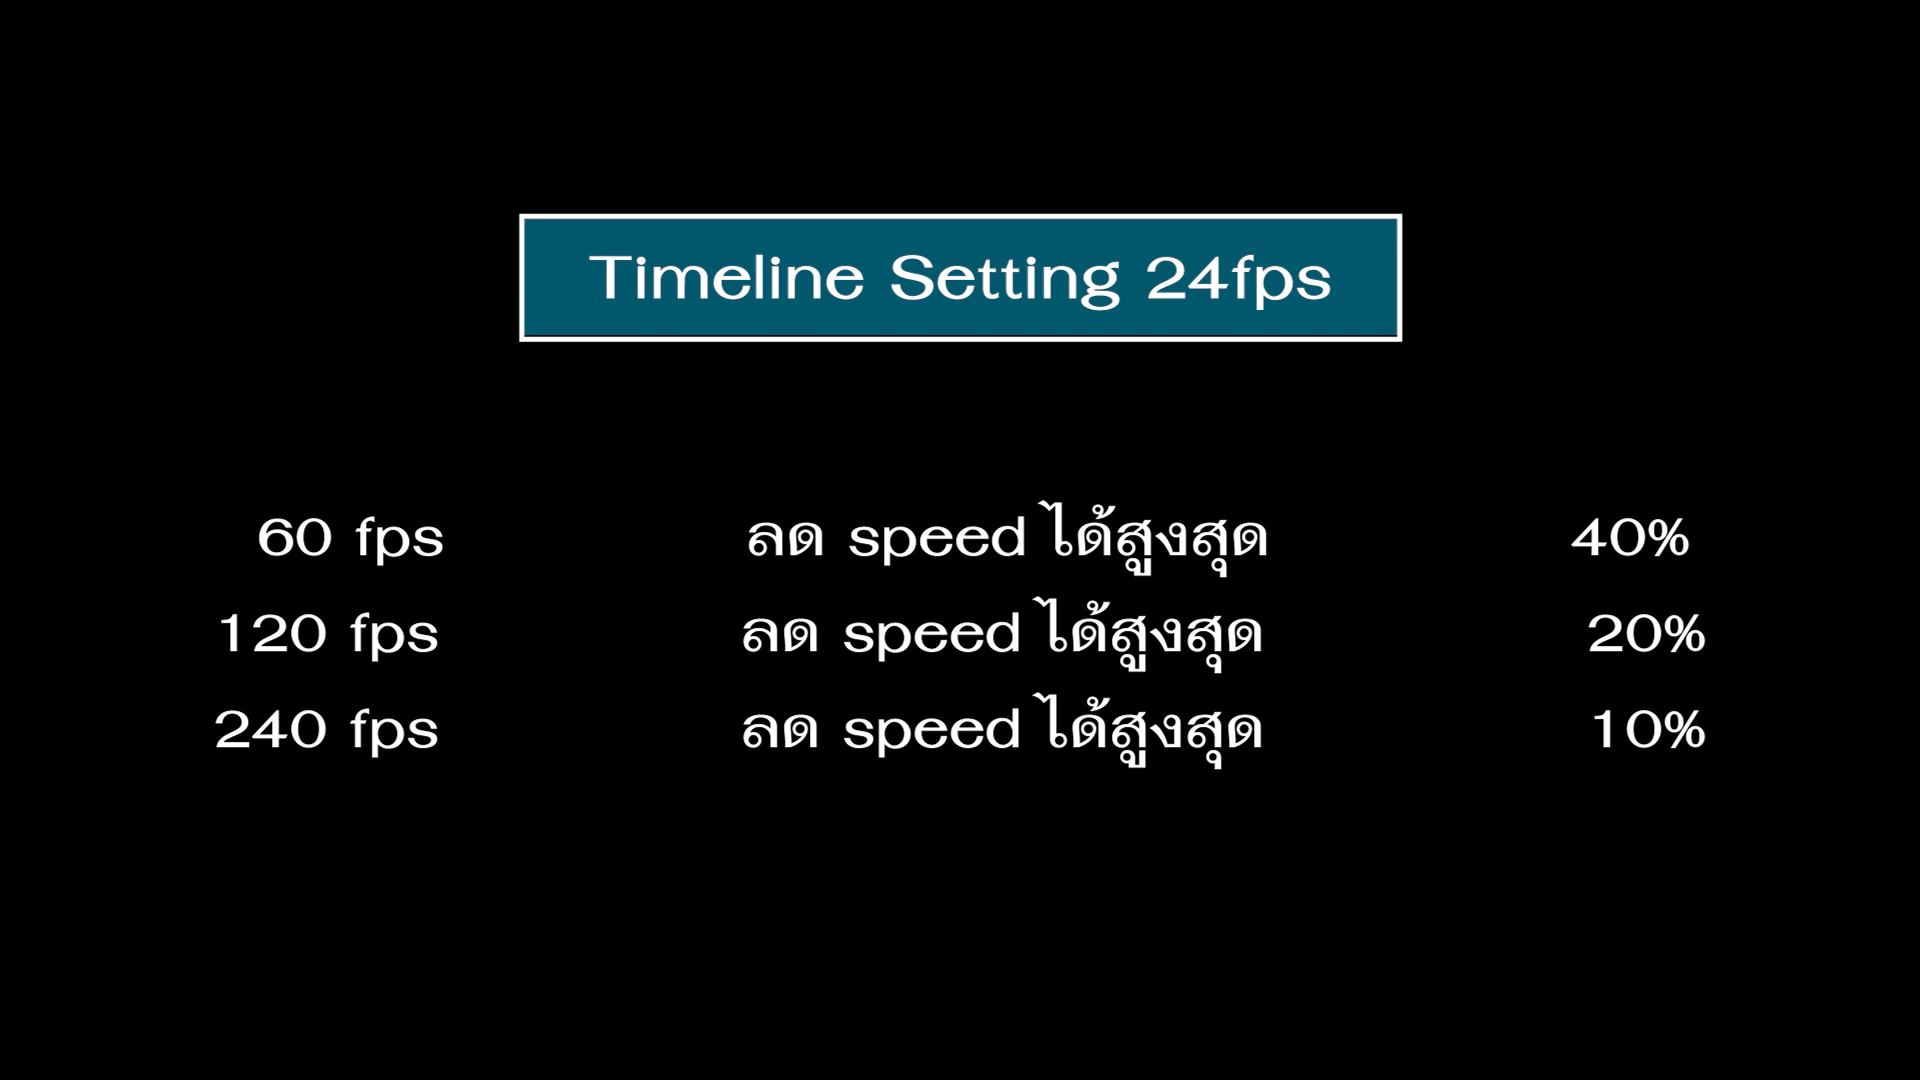 Timeline Setting 24fps
60 fps ลด speed ได้สูงสุด 40%
120 fps ลด speed ได้สูงสุด 20%
240 fps ลด speed ได้สูงสุด 10%